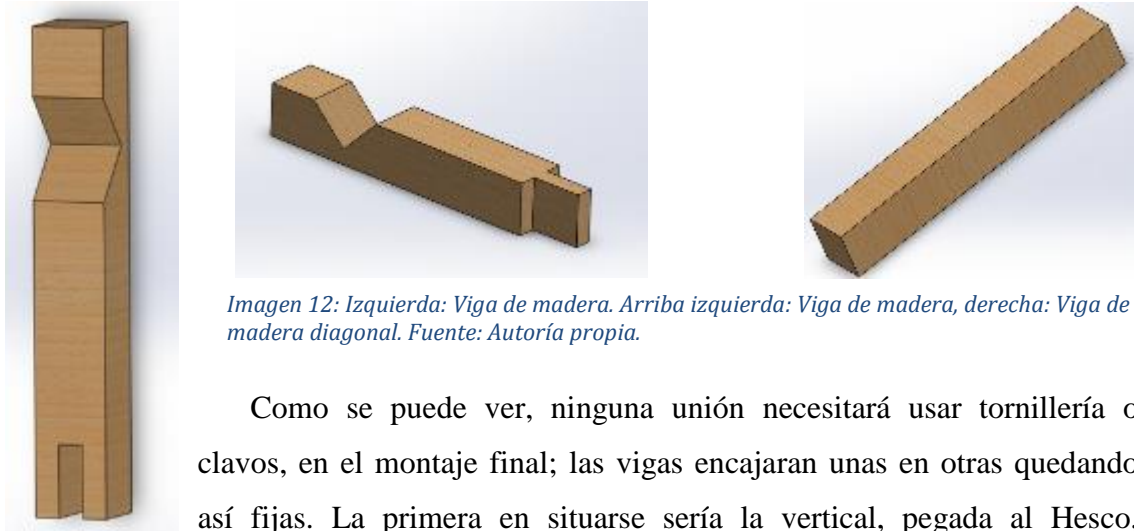 Imagen 12: Izquierda: Viga de madera. Arriba izquierda: Viga de madera, derecha: Viga de
madera diagonal. Fuente: Autoría propia.
Como se puede ver, ninguna unión necesitará usar tornillería o
clavos, en el montaje final; las vigas encajaran unas en otras quedando
así fijas. La primera en situarse sería la vertical, pegada al Hesco